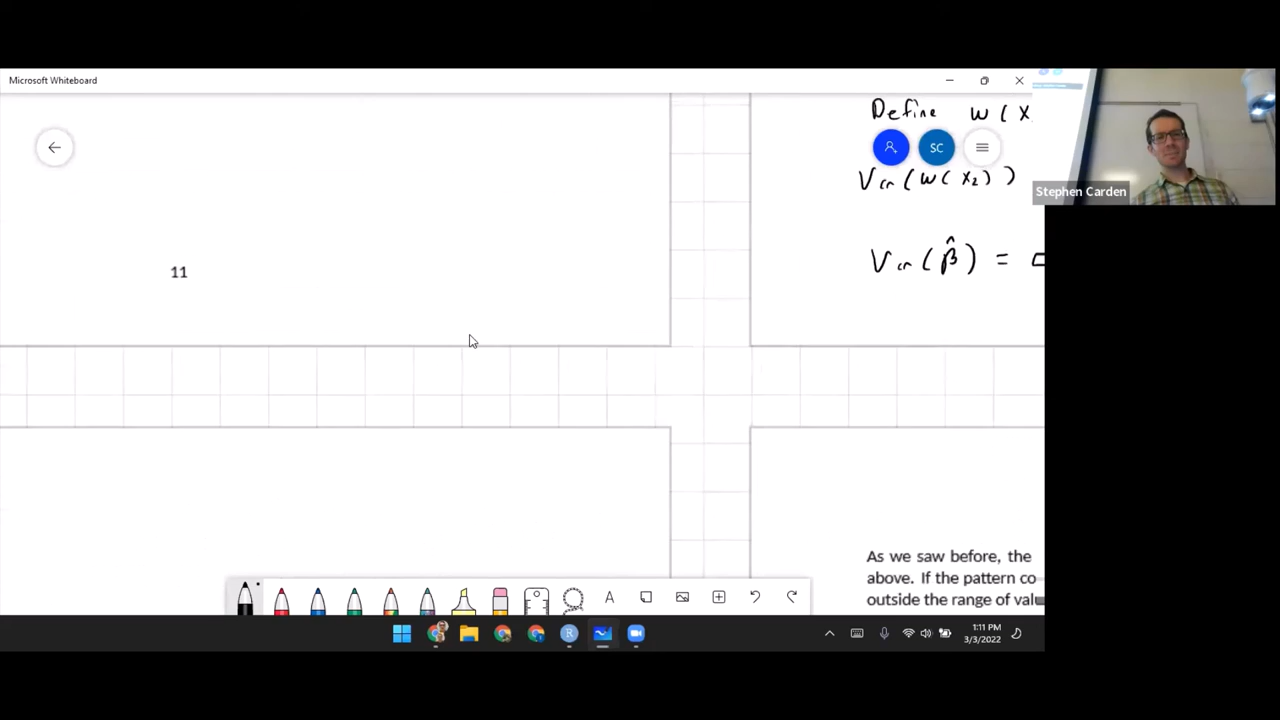 Microsoft Whiteboard
Define w(x
SC
Var(w(x₂))
Stephen Carden
Var(β̂) =
11
As we saw before, the
above. If the pattern co
outside the range of valu
A
R
1:11 PM
3/3/2022